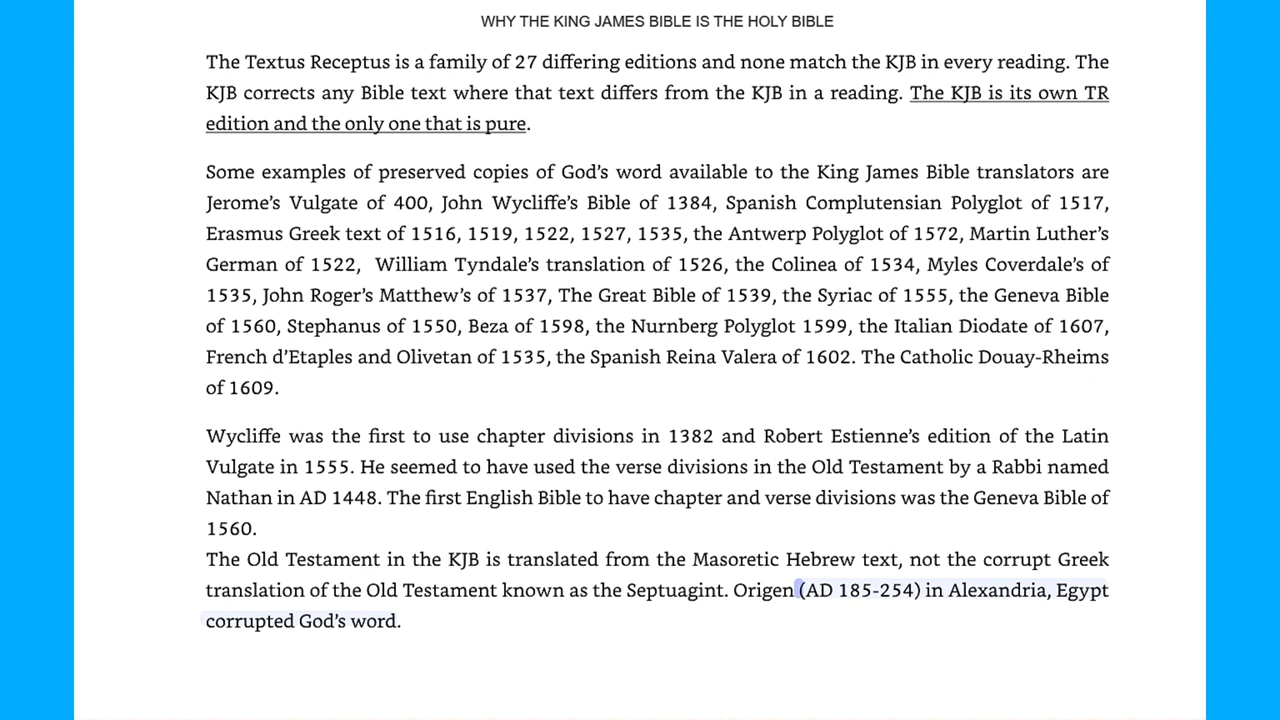 WHY THE KING JAMES BIBLE IS THE HOLY BIBLE
The Textus Receptus is a family of 27 differing editions and none match the KJB in every reading. The
KJB corrects any Bible text where that text differs from the KJB in a reading. The KJB is its own TR
edition and the only one that is pure.
Some examples of preserved copies of God's word available to the King James Bible translators are
Jerome's Vulgate of 400, John Wycliffe's Bible of 1384, Spanish Complutensian Polyglot of 1517,
Erasmus Greek text of 1516, 1519, 1522, 1527, 1535, the Antwerp Polyglot of 1572, Martin Luther's
German of 1522, William Tyndale's translation of 1526, the Colinea of 1534, Myles Coverdale's of
1535, John Roger's Matthew's of 1537, The Great Bible of 1539, the Syriac of 1555, the Geneva Bible
of 1560, Stephanus of 1550, Beza of 1598, the Nurnberg Polyglot 1599, the Italian Diodate of 1607,
French d'Etaples and Olivetan of 1535, the Spanish Reina Valera of 1602. The Catholic Douay-Rheims
of 1609.
Wycliffe was the first to use chapter divisions in 1382 and Robert Estienne's edition of the Latin
Vulgate in 1555. He seemed to have used the verse divisions in the Old Testament by a Rabbi named
Nathan in AD 1448. The first English Bible to have chapter and verse divisions was the Geneva Bible of
1560.
The Old Testament in the KJB is translated from the Masoretic Hebrew text, not the corrupt Greek
translation of the Old Testament known as the Septuagint. Origen (AD 185-254) in Alexandria, Egypt
corrupted God's word.